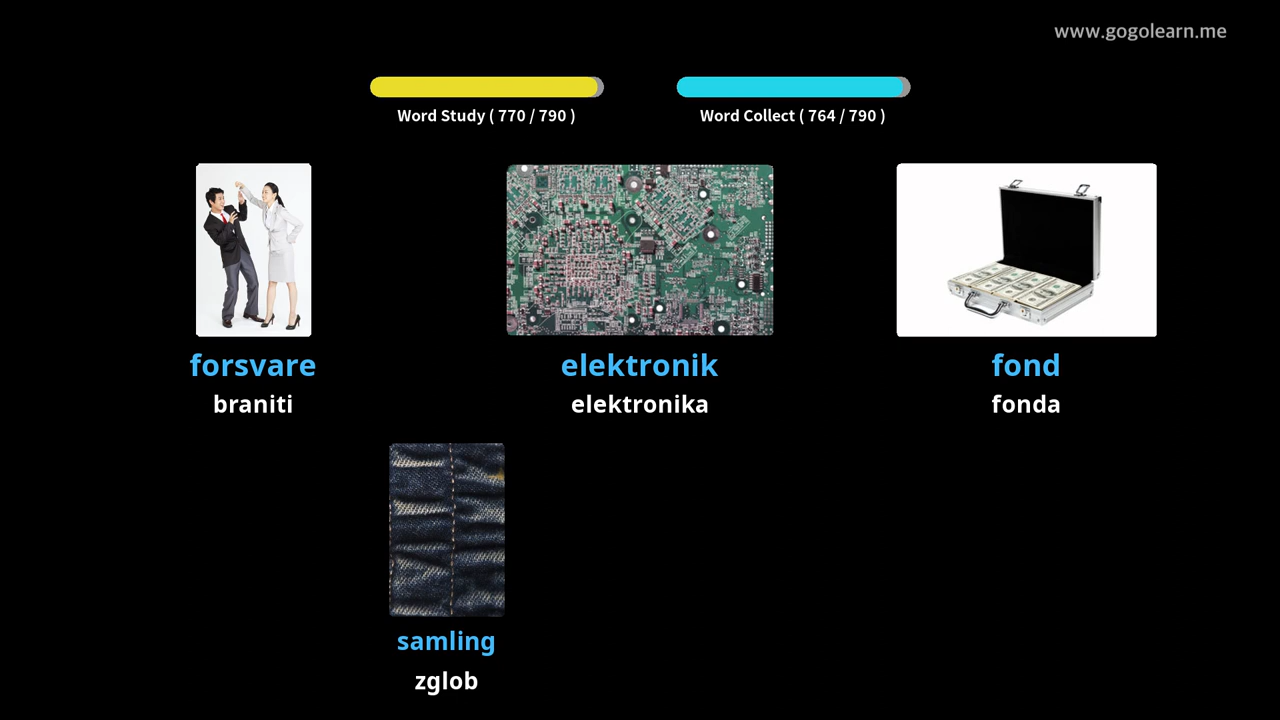 www.gogolearn.me
Word Study ( 770 / 790 )
Word Collect ( 764 / 790 )
forsvare
braniti
elektronik
elektronika
fond
fonda
samling
zglob